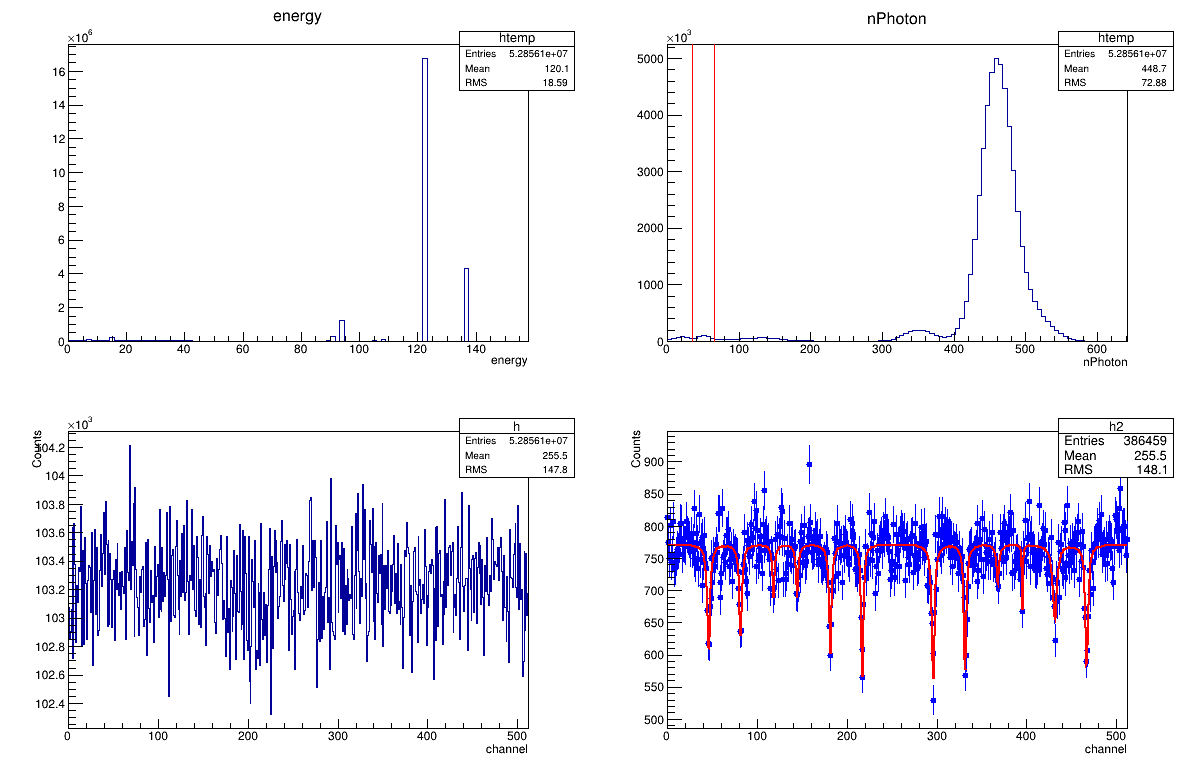 energy
×10⁶
htemp
Entries 5.28561e+07
Mean 120.1
RMS 18.59
16
14
12
10
8
6
4
2
0
0 20 40 60 80 100 120 140
energy
nPhoton
×10³
htemp
Entries 5.28561e+07
Mean 448.7
RMS 72.88
5000
4000
3000
2000
1000
0
0 100 200 300 400 500 600
nPhoton
×10³
Counts
h
Entries 5.28561e+07
Mean 255.5
RMS 147.8
104.2
104
103.8
103.6
103.4
103.2
103
102.8
102.6
102.4
0 100 200 300 400 500
channel
Counts
h2
Entries 386459
Mean 255.5
RMS 148.1
900
850
800
750
700
650
600
550
500
0 100 200 300 400 500
channel